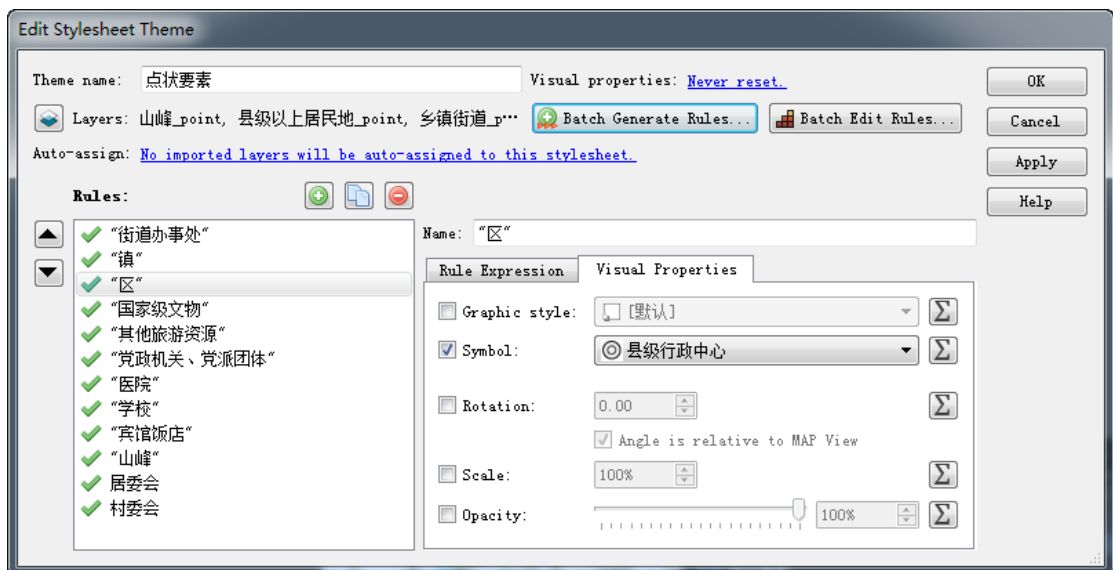 Edit Stylesheet Theme
Theme name: 点状要素 Visual properties: Never reset. OK
Layers: 山峰_point, 县级以上居民地_point, 乡镇街道_p… Batch Generate Rules... Batch Edit Rules... Cancel
Auto-assign: No imported layers will be auto-assigned to this stylesheet. Apply
Rules: Help
"街道办事处" Name: "区"
"镇" Rule Expression Visual Properties
"区"
"国家级文物" Graphic style: [默认] Σ
"其他旅游资源"
"党政机关、党派团体" Symbol: 县级行政中心 Σ
"医院"
"学校" Rotation: 0.00 Σ
"宾馆饭店" Angle is relative to MAP View
"山峰"
居委会 Scale: 100% Σ
村委会 Opacity: 100% Σ